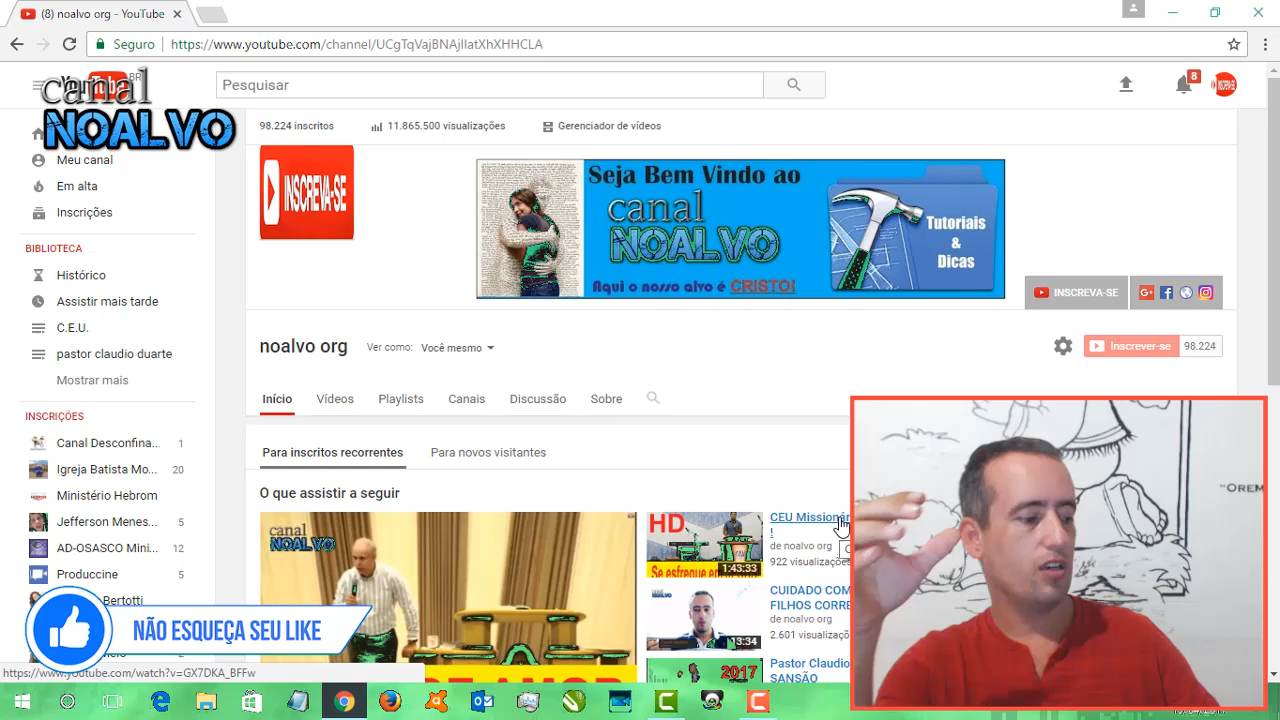 (8) noalvo org - YouTube
Seguro
https://www.youtube.com/channel/UCgTqVajBNAjIIatXhXHHCLA
canal
NOALVO
BR
Pesquisar
8
98.224 inscritos
11.865.500 visualizações
Gerenciador de vídeos
Meu canal
Em alta
Inscrições
BIBLIOTECA
Histórico
Assistir mais tarde
C.E.U.
pastor claudio duarte
Mostrar mais
INSCRIÇÕES
Canal Desconfina... 1
Igreja Batista Mo... 20
Ministério Hebrom
Jefferson Menes... 5
AD-OSASCO Mini... 12
Produccine 5
Bertotti
INSCREVA-SE
Seja Bem Vindo ao
canal
NOALVO
Aqui o nosso alvo é CRISTO!
Tutoriais
&
Dicas
INSCREVA-SE
noalvo org
Ver como: Você mesmo
Inscrever-se 98.224
Início Vídeos Playlists Canais Discussão Sobre
Para inscritos recorrentes
Para novos visitantes
O que assistir a seguir
canal
NOALVO
HD
1:43:33
CEU Missionár
!
de noalvo org
922 visualizaçõe
CUIDADO COM
FILHOS CORRE
de noalvo org
2.601 visualizaçõ
13:34
2017
Pastor Claudio
SANSÃO
DE AMOR
"OREM
NÃO ESQUEÇA SEU LIKE
https://www.youtube.com/watch?v=GX7DKA_BFFw